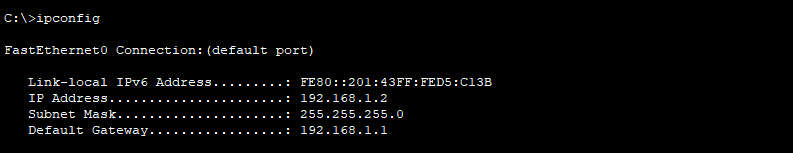 C:\>ipconfig
FastEthernet0 Connection:(default port)
Link-local IPv6 Address.........: FE80::201:43FF:FED5:C13B
IP Address......................: 192.168.1.2
Subnet Mask.....................: 255.255.255.0
Default Gateway.................: 192.168.1.1